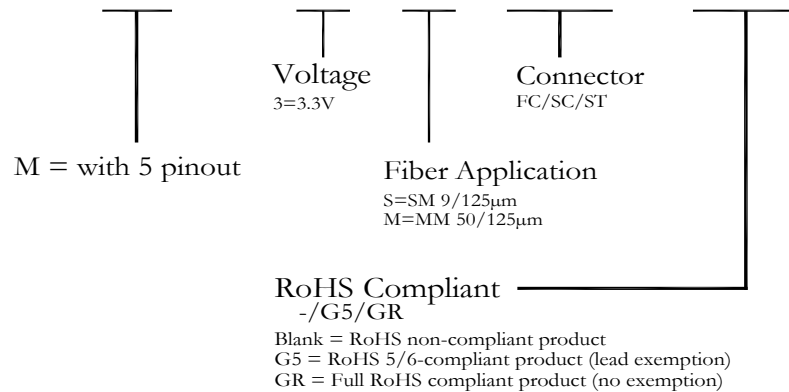 Voltage
3=3.3V
Connector
FC/SC/ST
M = with 5 pinout
Fiber Application
S=SM 9/125μm
M=MM 50/125μm
RoHS Compliant
-/G5/GR
Blank = RoHS non-compliant product
G5 = RoHS 5/6-compliant product (lead exemption)
GR = Full RoHS compliant product (no exemption)